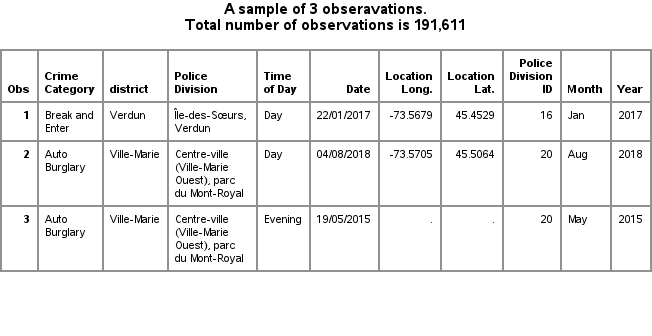 A sample of 3 obseravations.
Total number of observations is 191,611
Obs Crime Category district Police Division Time of Day Date Location Long. Location Lat. Police Division ID Month Year
1 Break and Enter Verdun Île-des-Sœurs, Verdun Day 22/01/2017 -73.5679 45.4529 16 Jan 2017
2 Auto Burglary Ville-Marie Centre-ville (Ville-Marie Ouest), parc du Mont-Royal Day 04/08/2018 -73.5705 45.5064 20 Aug 2018
3 Auto Burglary Ville-Marie Centre-ville (Ville-Marie Ouest), parc du Mont-Royal Evening 19/05/2015 . . 20 May 2015